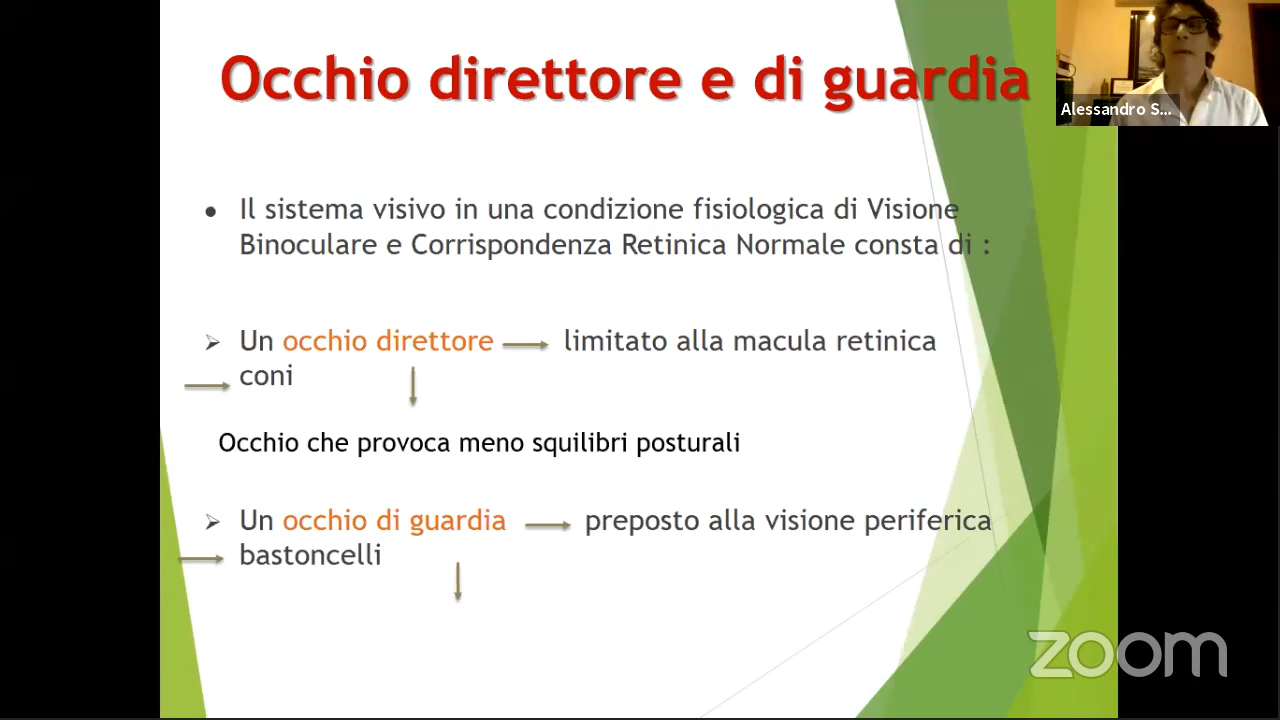 Occhio direttore e di guardia
Alessandro S...
● Il sistema visivo in una condizione fisiologica di Visione
Binoculare e Corrispondenza Retinica Normale consta di :
Un occhio direttore limitato alla macula retinica
coni
Occhio che provoca meno squilibri posturali
Un occhio di guardia preposto alla visione periferica
bastoncelli
zoom